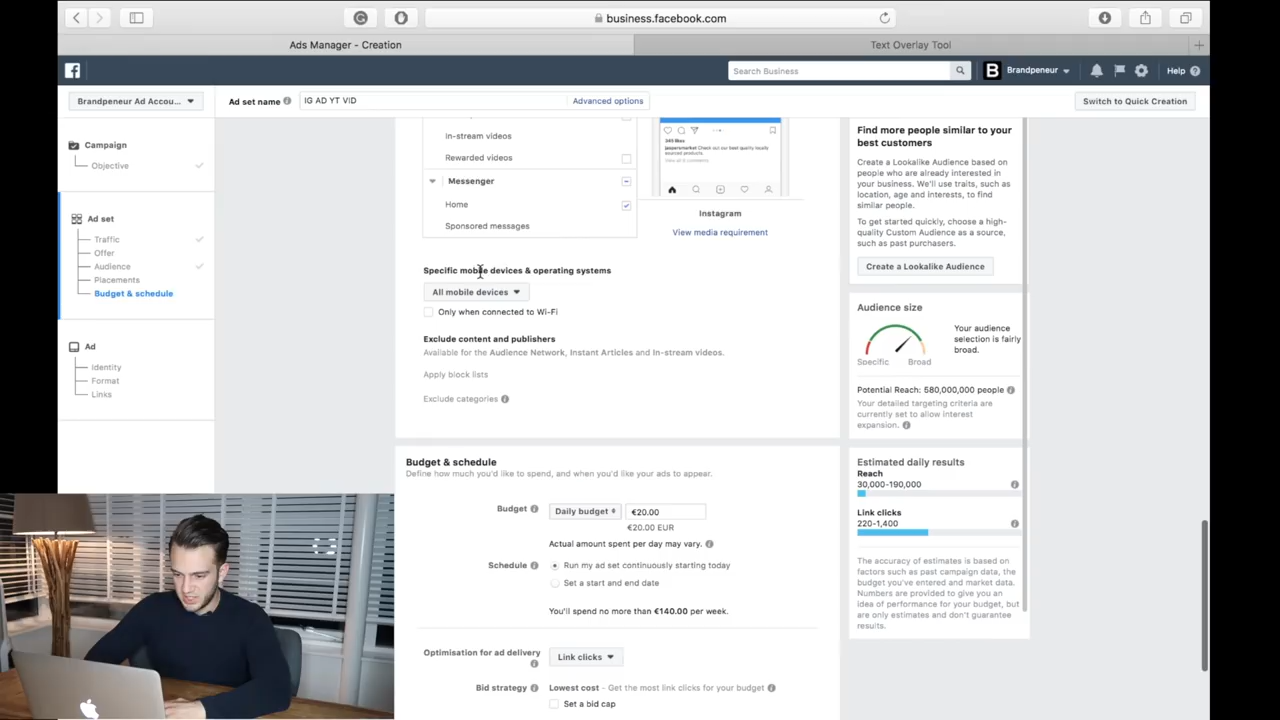 business.facebook.com
Ads Manager - Creation
Text Overlay Tool
Search Business
B
Brandpeneur
Help
Brandpeneur Ad Accou...
Ad set name
IG AD YT VID
Advanced options
Switch to Quick Creation
Campaign
Objective
Ad set
Traffic
Offer
Audience
Placements
Budget & schedule
Ad
Identity
Format
Links
In-stream videos
Rewarded videos
Messenger
Home
Sponsored messages
Instagram
View media requirement
Specific mobile devices & operating systems
All mobile devices
Only when connected to Wi-Fi
Exclude content and publishers
Available for the Audience Network, Instant Articles and In-stream videos.
Apply block lists
Exclude categories
Budget & schedule
Define how much you'd like to spend, and when you'd like your ads to appear.
Budget
Daily budget
€20.00
€20.00 EUR
Actual amount spent per day may vary.
Schedule
Run my ad set continuously starting today
Set a start and end date
You'll spend no more than €140.00 per week.
Optimisation for ad delivery
Link clicks
Bid strategy
Lowest cost - Get the most link clicks for your budget
Set a bid cap
Find more people similar to your
best customers
Create a Lookalike Audience based on
people who are already interested in
your business. We'll use traits, such as
location, age and interests, to find
similar people.
To get started quickly, choose a high-
quality Custom Audience as a source,
such as past purchasers.
Create a Lookalike Audience
Audience size
Your audience
selection is fairly
broad.
Specific
Broad
Potential Reach: 580,000,000 people
Your detailed targeting criteria are
currently set to allow interest
expansion.
Estimated daily results
Reach
30,000-190,000
Link clicks
220-1,400
The accuracy of estimates is based on
factors such as past campaign data, the
budget you've entered and market data.
Numbers are provided to give you an
idea of performance for your budget, but
are only estimates and don't guarantee
results.